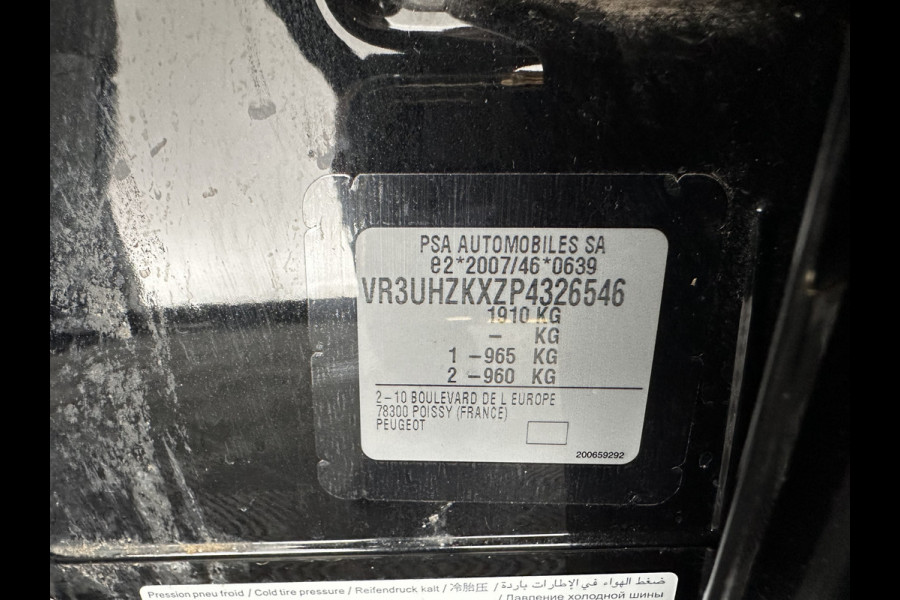 PSA AUTOMOBILES SA
e2*2007/46*0639
VR3UHZKXZP4326546
1910 KG
– KG
1 –965 KG
2 –960 KG
2–10 BOULEVARD DE L EUROPE
78300 POISSY (FRANCE)
PEUGEOT
200659292
Pression pneu froid / Cold tire pressure / Reifendruck kalt / 冷胎圧 / ضغط الهواء في الإطارات باردة
/ Давление холодной шины